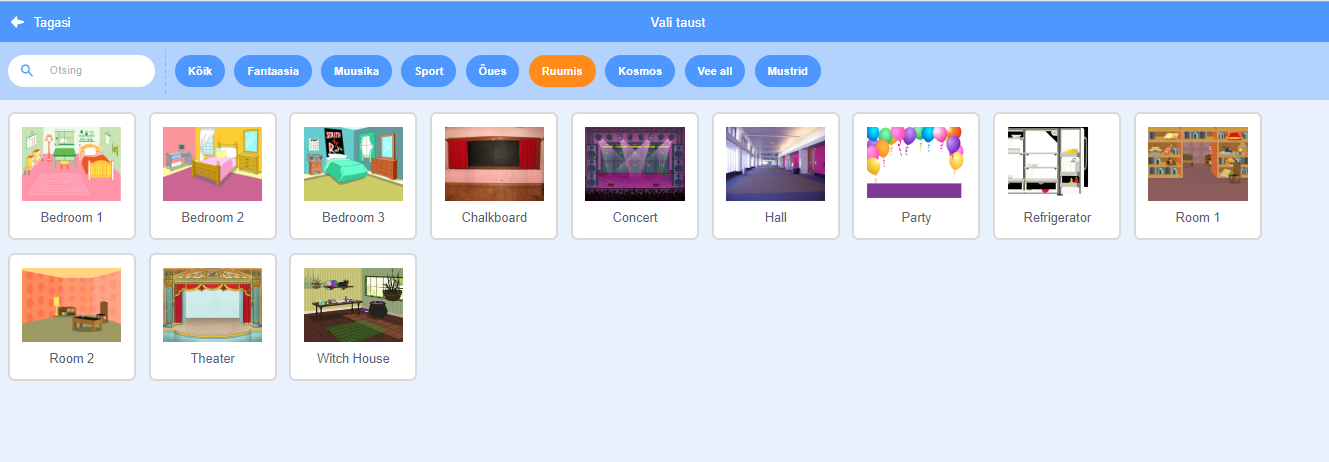 Tagasi
Vali taust
Otsing
Kõik
Fantaasia
Muusika
Sport
Õues
Ruumis
Kosmos
Vee all
Mustrid
Bedroom 1
Bedroom 2
Bedroom 3
Chalkboard
Concert
Hall
Party
Refrigerator
Room 1
Room 2
Theater
Witch House